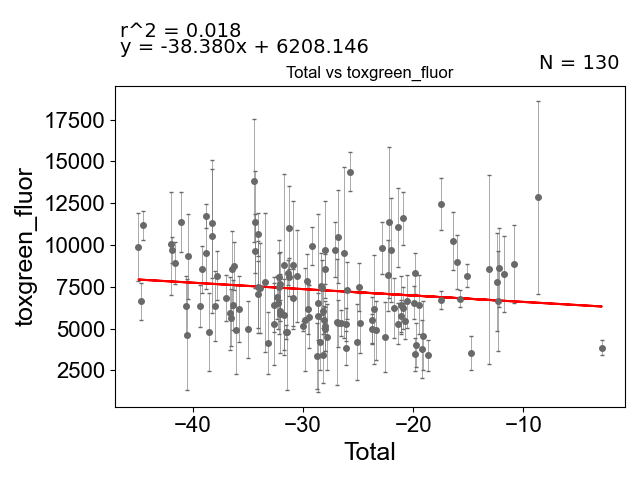 r^2 = 0.018
y = -38.380x + 6208.146
N = 130
Total vs toxgreen_fluor
17500
15000
12500
10000
7500
5000
2500
toxgreen_fluor
−40
−30
−20
−10
Total